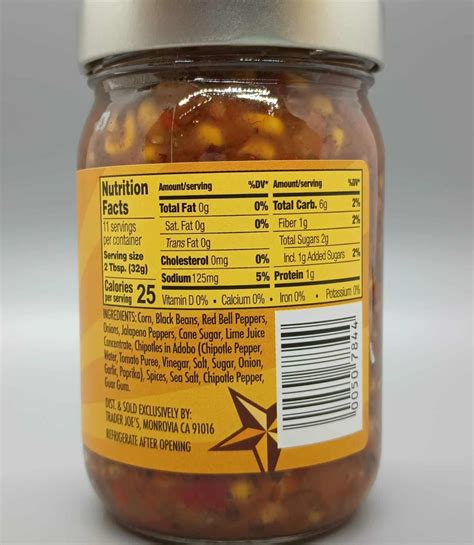 Nutrition
Facts
11 servings
per container
Serving size
2 Tbsp. (32g)
Calories
per serving 25
Amount/serving %DV*
Total Fat 0g 0%
Sat. Fat 0g 0%
Trans Fat 0g
Cholesterol 0mg 0%
Sodium 125mg 5%
Amount/serving %DV*
Total Carb. 6g 2%
Fiber 1g 2%
Total Sugars 2g
Incl. 1g Added Sugars 2%
Protein 1g
Vitamin D 0% • Calcium 0% • Iron 0% • Potassium 0%
INGREDIENTS: Corn, Black Beans, Red Bell Peppers,
Onions, Jalapeno Peppers, Cane Sugar, Lime Juice
Concentrate, Chipotles in Adobo (Chipotle Pepper,
Water, Tomato Puree, Vinegar, Salt, Sugar, Onion,
Garlic, Paprika), Spices, Sea Salt, Chipotle Pepper,
Guar Gum.
DIST. & SOLD EXCLUSIVELY BY:
TRADER JOE'S, MONROVIA CA 91016
REFRIGERATE AFTER OPENING
00507844